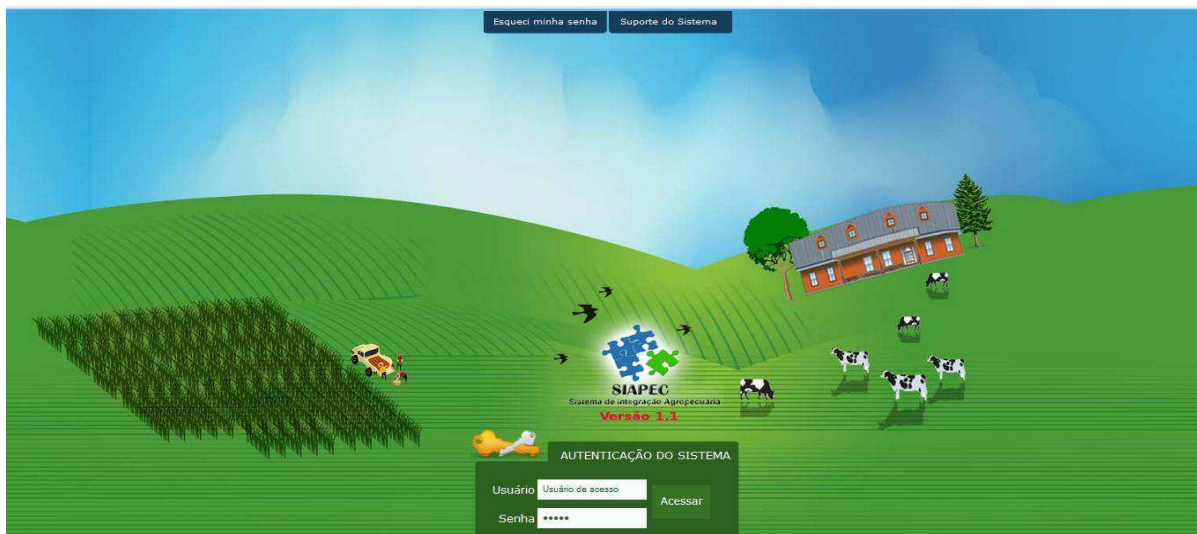 Esqueci minha senha
Suporte do Sistema
SIAPEC
Sistema de integração Agropecuária
Versão 1.1
AUTENTICAÇÃO DO SISTEMA
Usuário
Usuário de acesso
Acessar
Senha
•••••